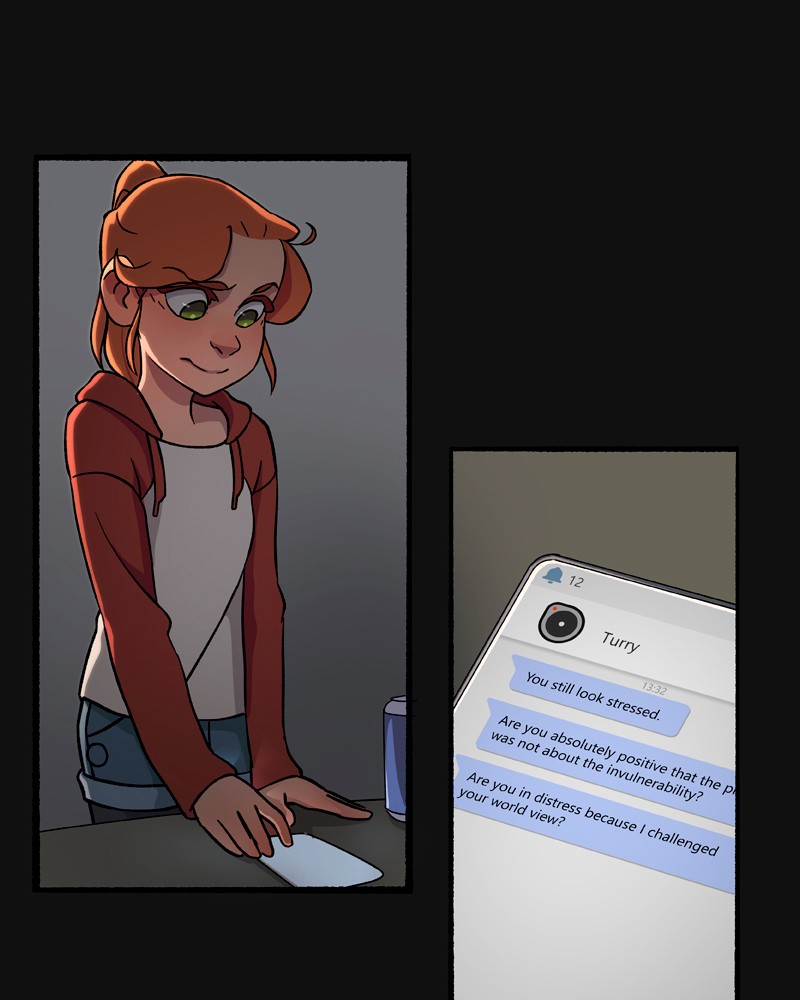 12
Turry
13:32
You still look stressed.
Are you absolutely positive that the
was not about the invulnerability?
Are you in distress because I challenged
your world view?